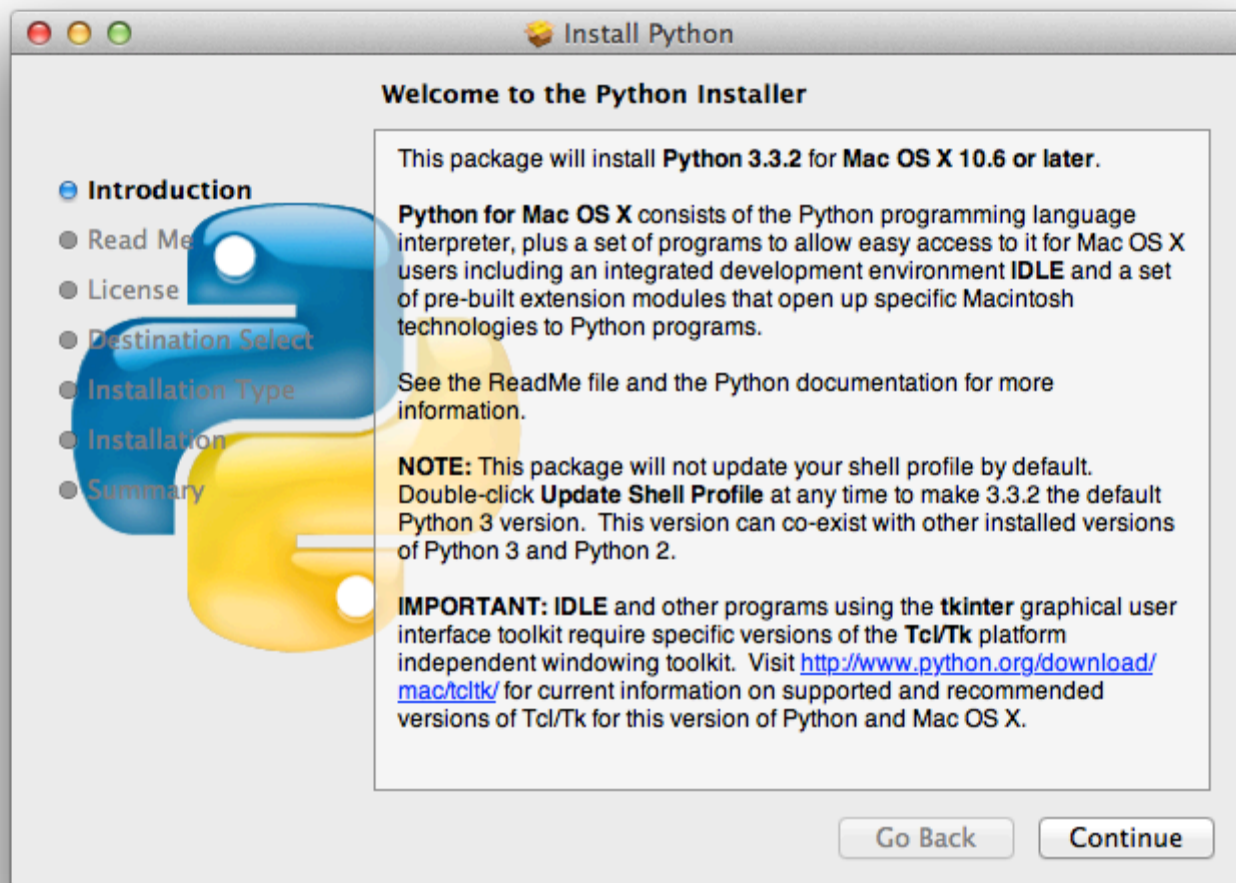 Install Python
Welcome to the Python Installer
Introduction
Read Me
License
Destination Select
Installation Type
Installation
Summary
This package will install Python 3.3.2 for Mac OS X 10.6 or later.
Python for Mac OS X consists of the Python programming language
interpreter, plus a set of programs to allow easy access to it for Mac OS X
users including an integrated development environment IDLE and a set
of pre-built extension modules that open up specific Macintosh
technologies to Python programs.
See the ReadMe file and the Python documentation for more
information.
NOTE: This package will not update your shell profile by default.
Double-click Update Shell Profile at any time to make 3.3.2 the default
Python 3 version.  This version can co-exist with other installed versions
of Python 3 and Python 2.
IMPORTANT: IDLE and other programs using the tkinter graphical user
interface toolkit require specific versions of the Tcl/Tk platform
independent windowing toolkit.  Visit http://www.python.org/download/
mac/tcltk/ for current information on supported and recommended
versions of Tcl/Tk for this version of Python and Mac OS X.
Go Back
Continue